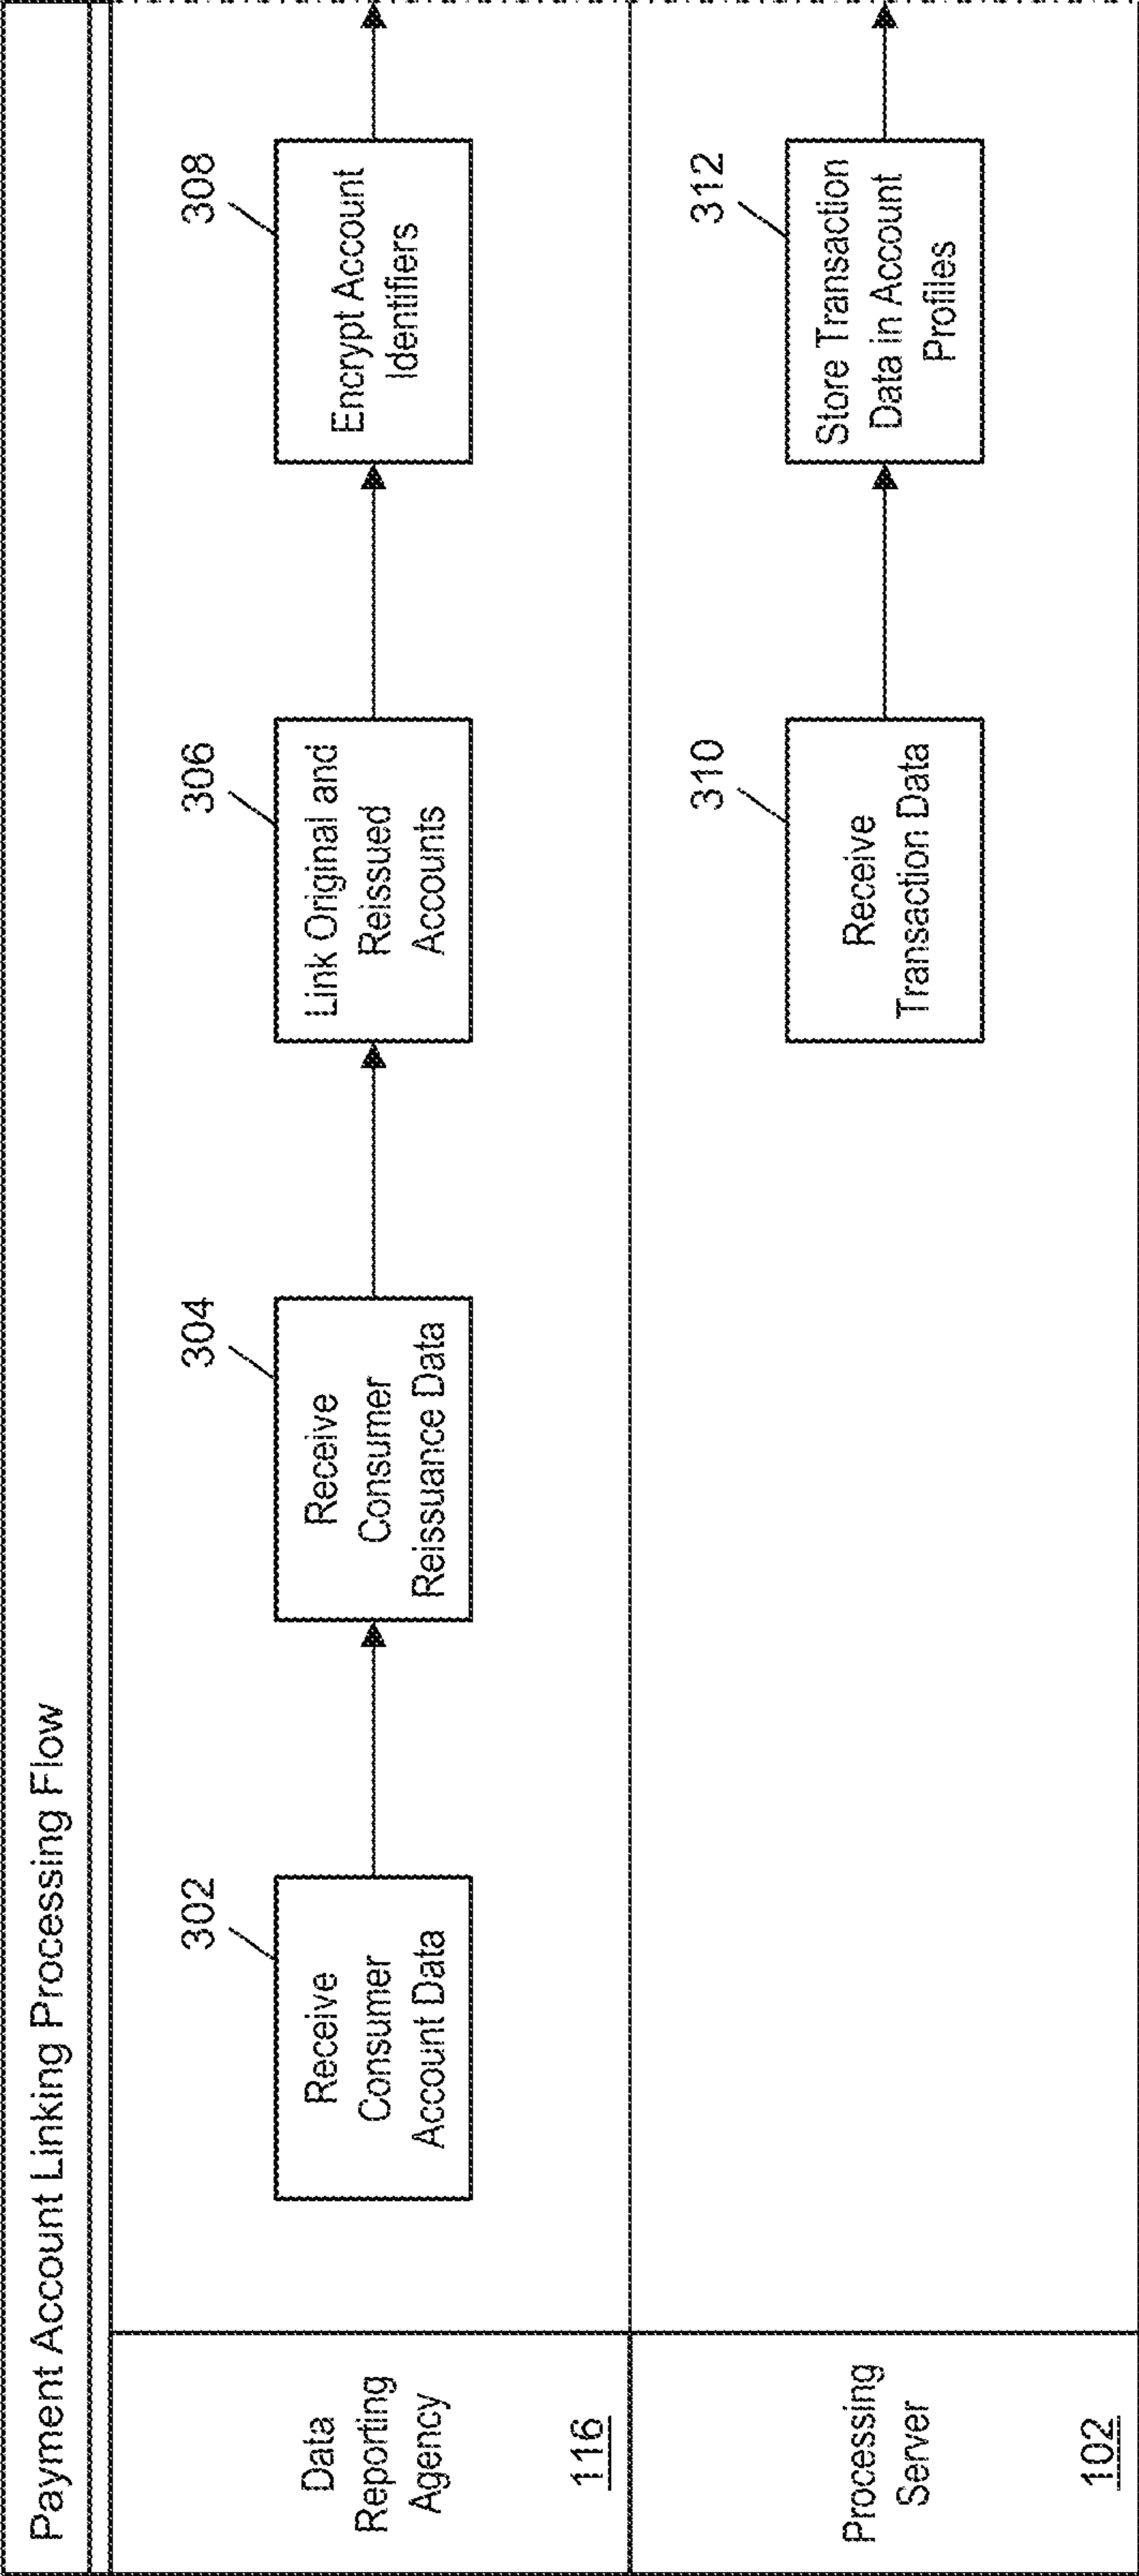 Payment Account Linking Processing Flow
Data
Reporting
Agency
116
302
Receive
Consumer
Account Data
304
Receive
Consumer
Reissuance Data
306
Link Original and
Reissued
Accounts
308
Encrypt Account
Identifiers
Processing
Server
102
310
Receive
Transaction Data
312
Store Transaction
Data in Account
Profiles